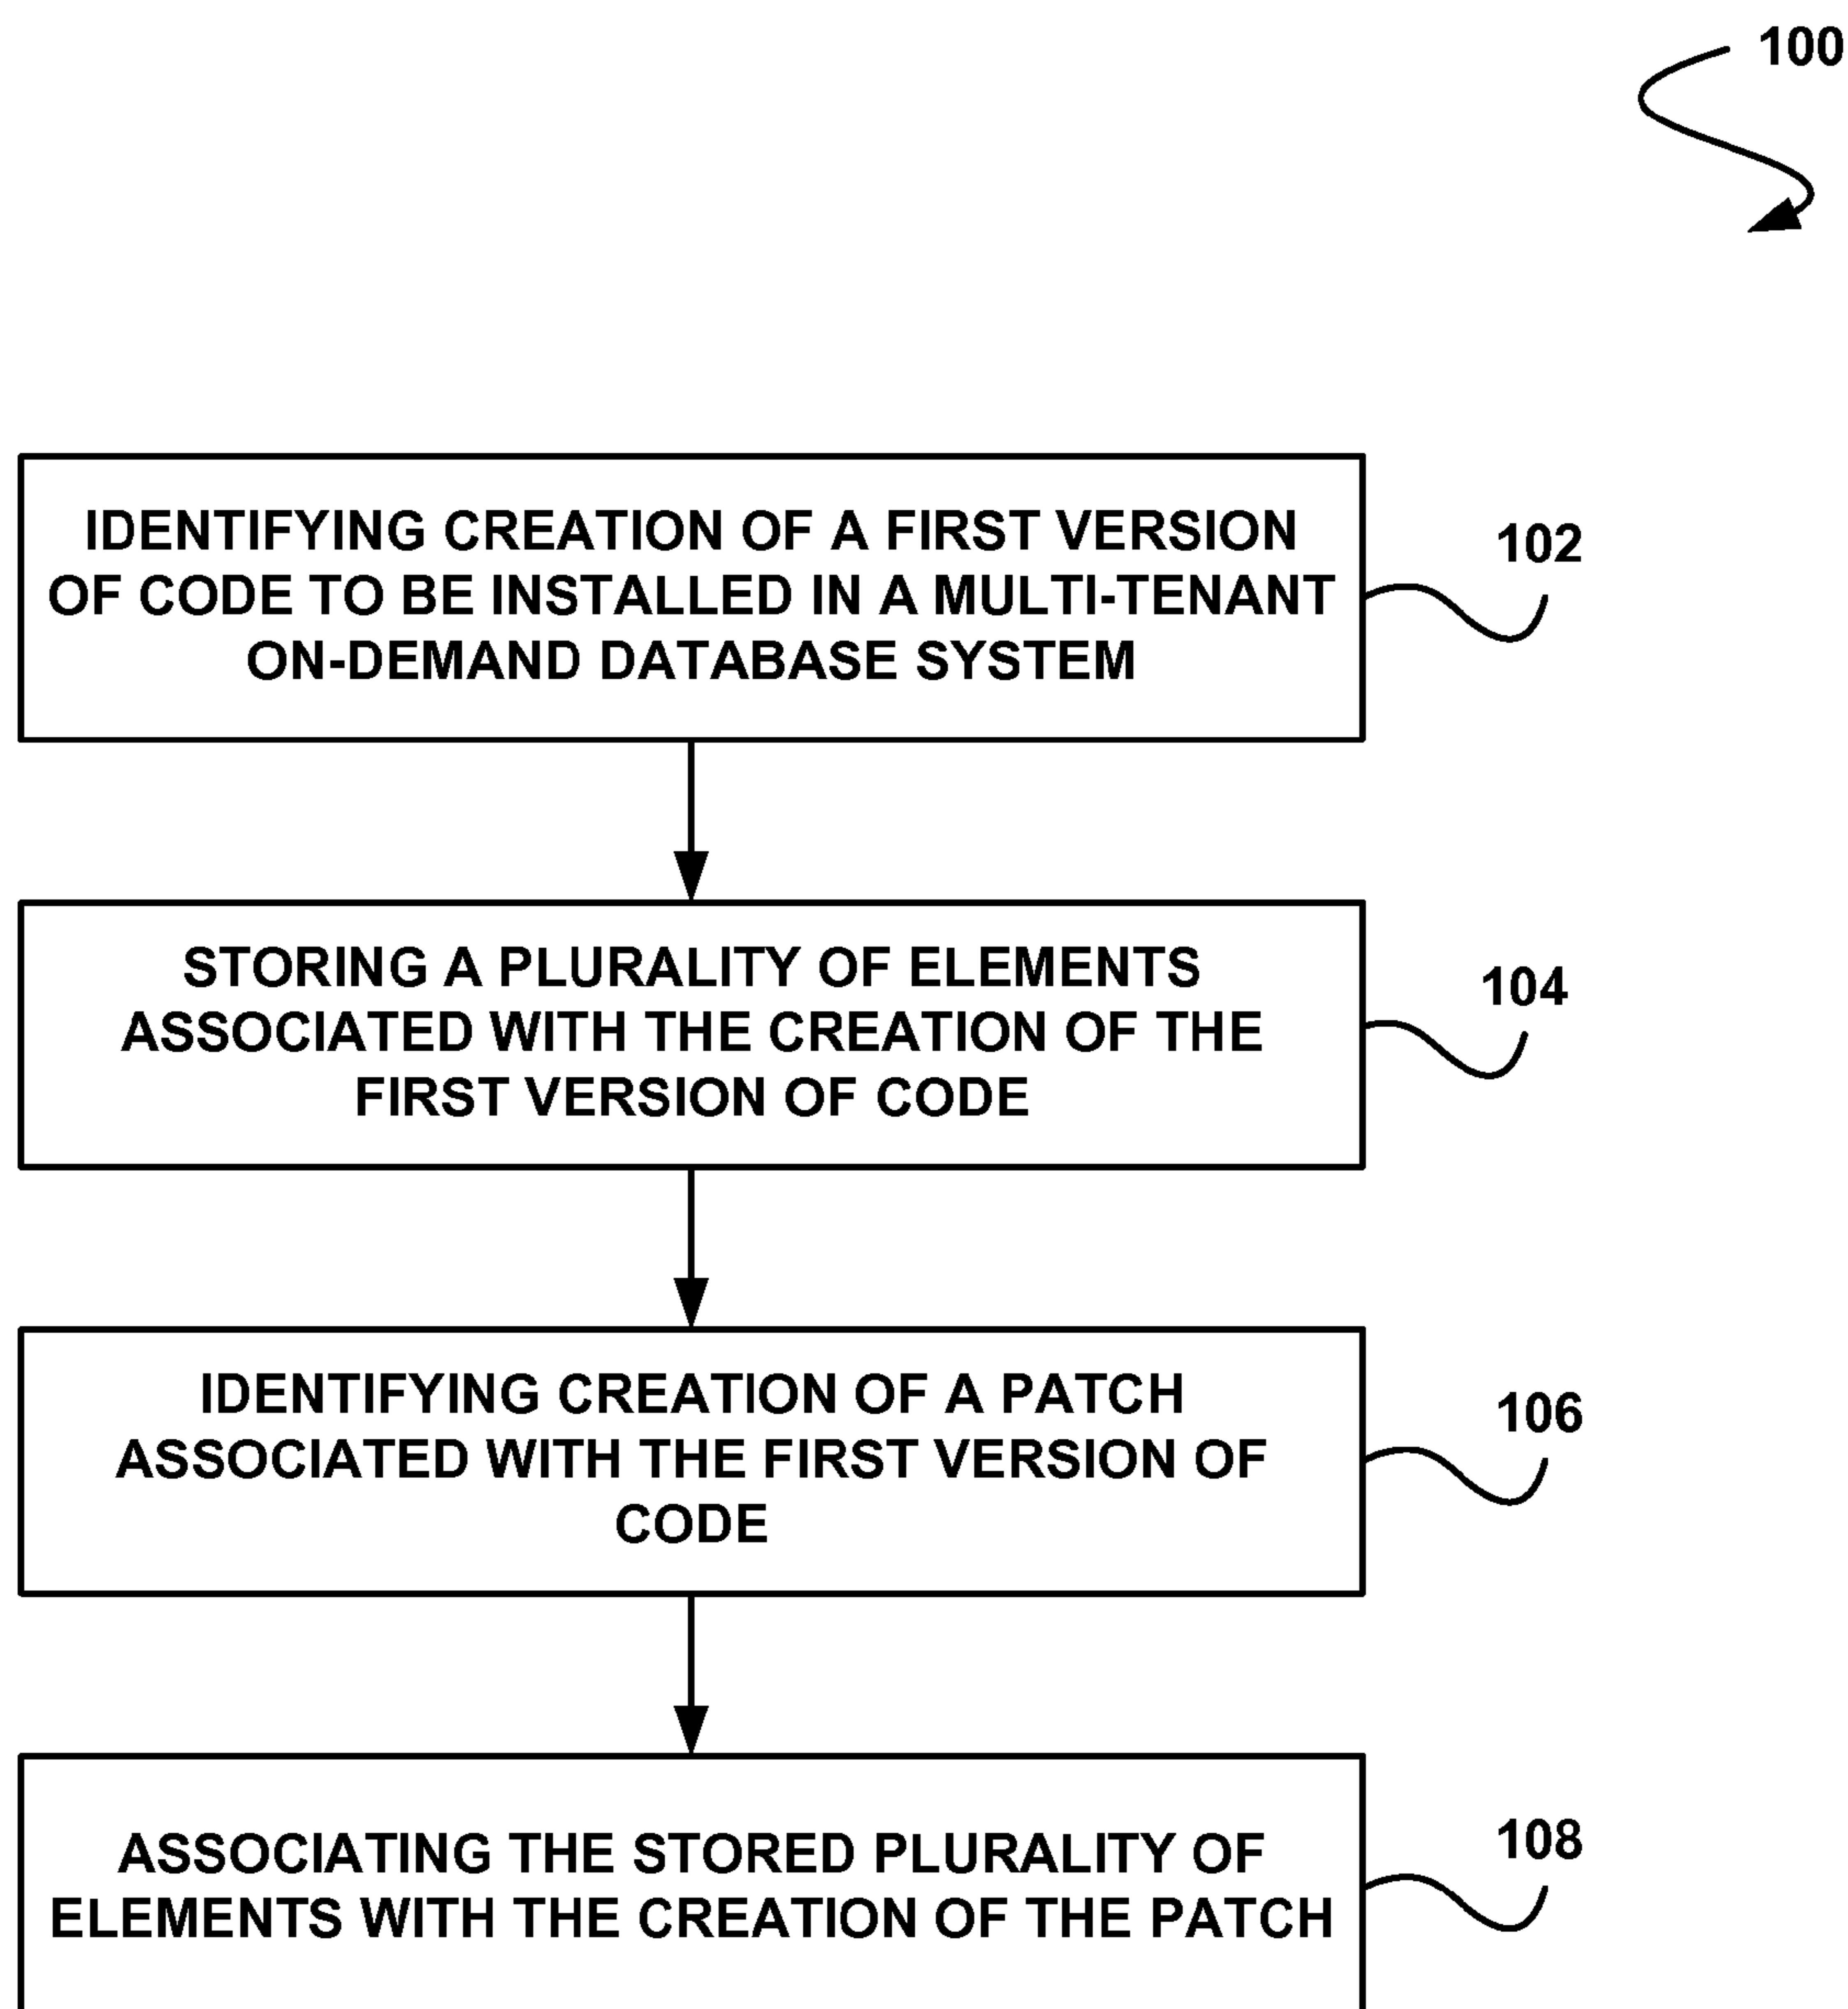 100
IDENTIFYING CREATION OF A FIRST VERSION
OF CODE TO BE INSTALLED IN A MULTI-TENANT
ON-DEMAND DATABASE SYSTEM
102
STORING A PLURALITY OF ELEMENTS
ASSOCIATED WITH THE CREATION OF THE
FIRST VERSION OF CODE
104
IDENTIFYING CREATION OF A PATCH
ASSOCIATED WITH THE FIRST VERSION OF
CODE
106
ASSOCIATING THE STORED PLURALITY OF
ELEMENTS WITH THE CREATION OF THE PATCH
108